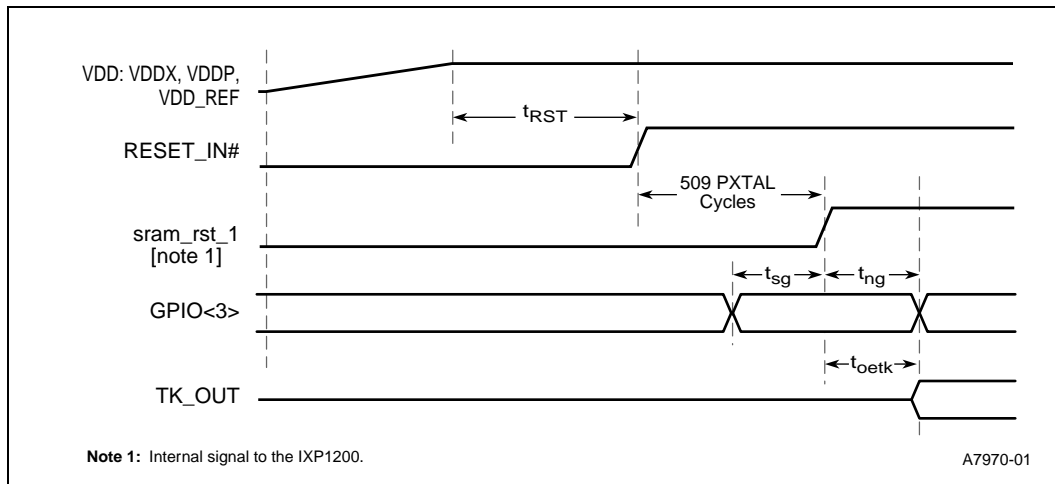 VDD: VDDX, VDDP,
VDD_REF
tRST
RESET_IN#
509 PXTAL
Cycles
sram_rst_1
[note 1]
tsg
tng
GPIO<3>
toetk
TK_OUT
Note 1: Internal signal to the IXP1200.
A7970-01